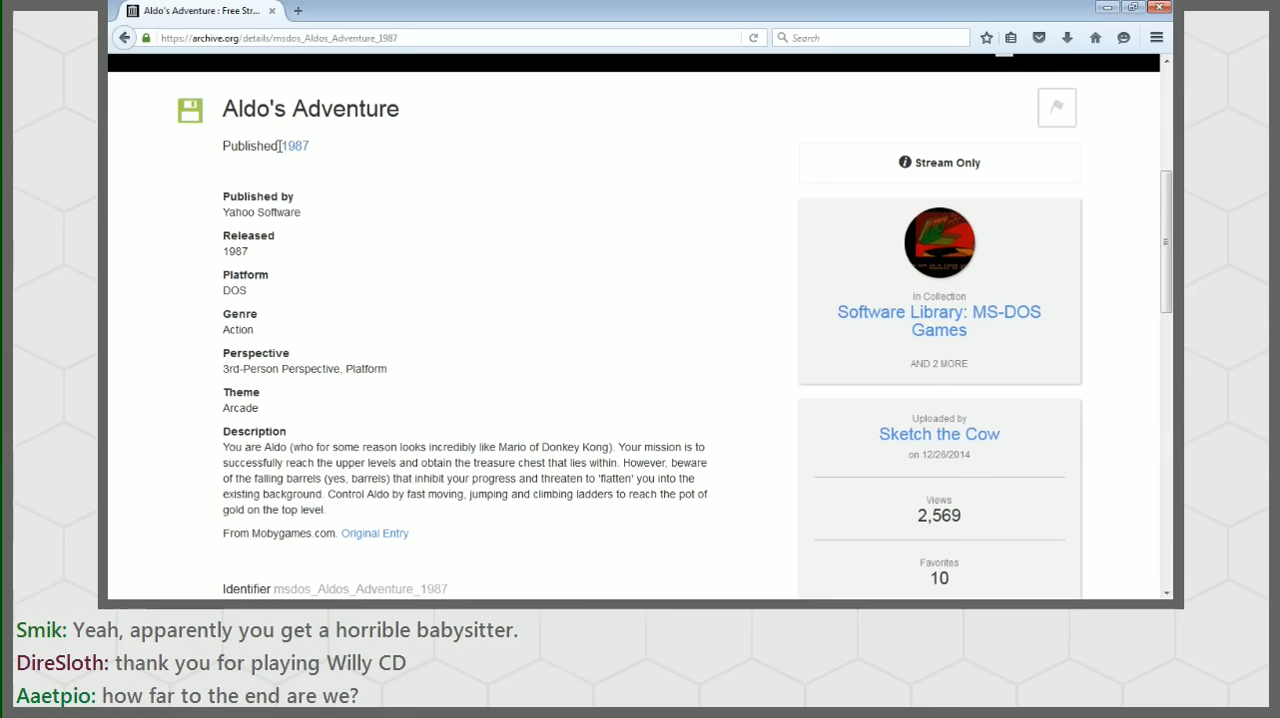 Aldo's Adventure : Free Str...
https://archive.org/details/msdos_Aldos_Adventure_1987
Search
Aldo's Adventure
Published 1987
Published by
Yahoo Software
Released
1987
Platform
DOS
Genre
Action
Perspective
3rd-Person Perspective, Platform
Theme
Arcade
Description
You are Aldo (who for some reason looks incredibly like Mario of Donkey Kong). Your mission is to
successfully reach the upper levels and obtain the treasure chest that lies within. However, beware
of the falling barrels (yes, barrels) that inhibit your progress and threaten to 'flatten' you into the
existing background. Control Aldo by fast moving, jumping and climbing ladders to reach the pot of
gold on the top level.
From Mobygames.com. Original Entry
Identifier msdos_Aldos_Adventure_1987
Stream Only
In Collection
Software Library: MS-DOS
Games
AND 2 MORE
Uploaded by
Sketch the Cow
on 12/26/2014
Views
2,569
Favorites
10
Smik: Yeah, apparently you get a horrible babysitter.
DireSloth: thank you for playing Willy CD
Aaetpio: how far to the end are we?